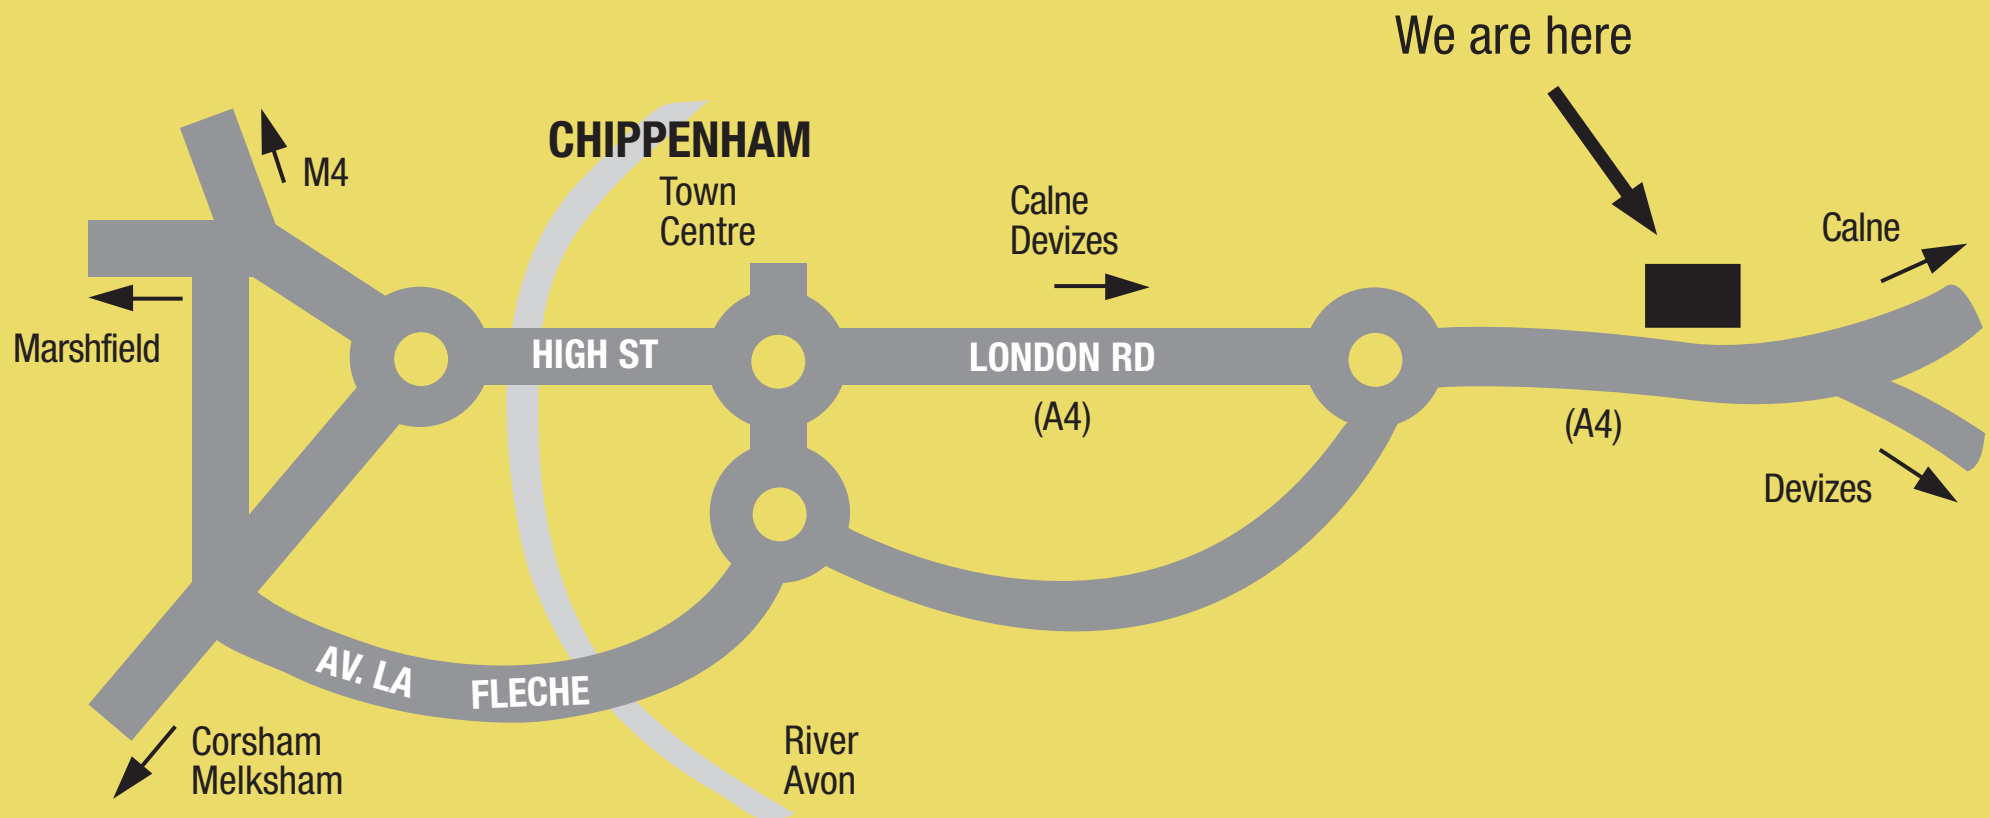 We are here
CHIPPENHAM
M4
Town
Centre
Calne
Devizes
Calne
Marshfield
HIGH ST
LONDON RD
(A4)
(A4)
Devizes
AV. LA FLECHE
Corsham
Melksham
River
Avon